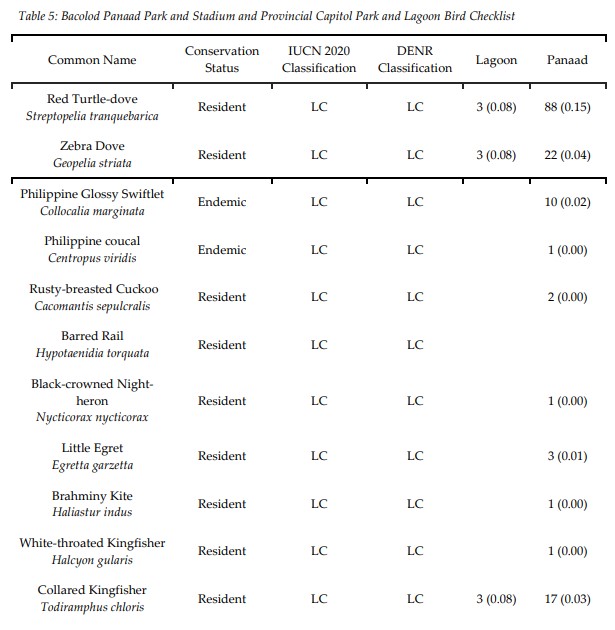 Table 5: Bacolod Panaad Park and Stadium and Provincial Capitol Park and Lagoon Bird Checklist
Common Name Conservation Status IUCN 2020 Classification DENR Classification Lagoon Panaad
Red Turtle-dove
Streptopelia tranquebarica Resident LC LC 3 (0.08) 88 (0.15)
Zebra Dove
Geopelia striata Resident LC LC 3 (0.08) 22 (0.04)
Philippine Glossy Swiftlet
Collocalia marginata Endemic LC LC 10 (0.02)
Philippine coucal
Centropus viridis Endemic LC LC 1 (0.00)
Rusty-breasted Cuckoo
Cacomantis sepulcralis Resident LC LC 2 (0.00)
Barred Rail
Hypotaenidia torquata Resident LC LC
Black-crowned Night-
heron
Nycticorax nycticorax Resident LC LC 1 (0.00)
Little Egret
Egretta garzetta Resident LC LC 3 (0.01)
Brahminy Kite
Haliastur indus Resident LC LC 1 (0.00)
White-throated Kingfisher
Halcyon gularis Resident LC LC 1 (0.00)
Collared Kingfisher
Todiramphus chloris Resident LC LC 3 (0.08) 17 (0.03)